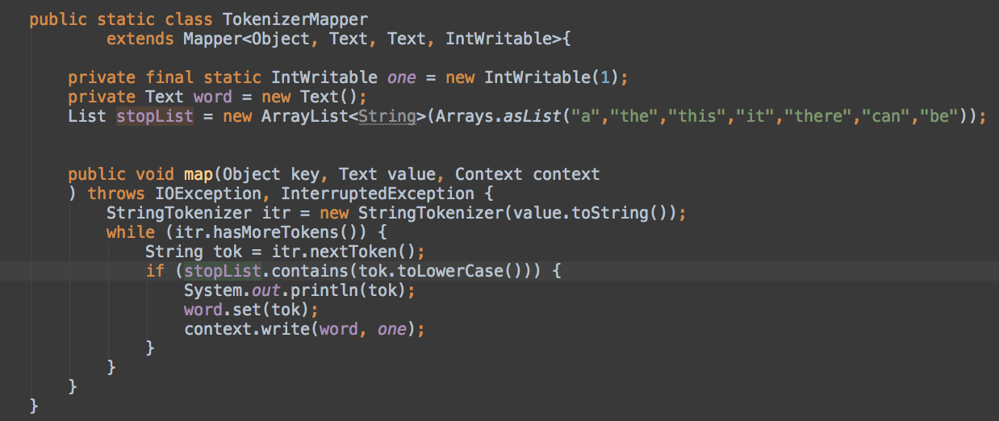 public static class TokenizerMapper
extends Mapper<Object, Text, Text, IntWritable>{
private final static IntWritable one = new IntWritable(1);
private Text word = new Text();
List stopList = new ArrayList<String>(Arrays.asList("a","the","this","it","there","can","be"));
public void map(Object key, Text value, Context context
) throws IOException, InterruptedException {
StringTokenizer itr = new StringTokenizer(value.toString());
while (itr.hasMoreTokens()) {
String tok = itr.nextToken();
if (stopList.contains(tok.toLowerCase())) {
System.out.println(tok);
word.set(tok);
context.write(word, one);
}
}
}
}